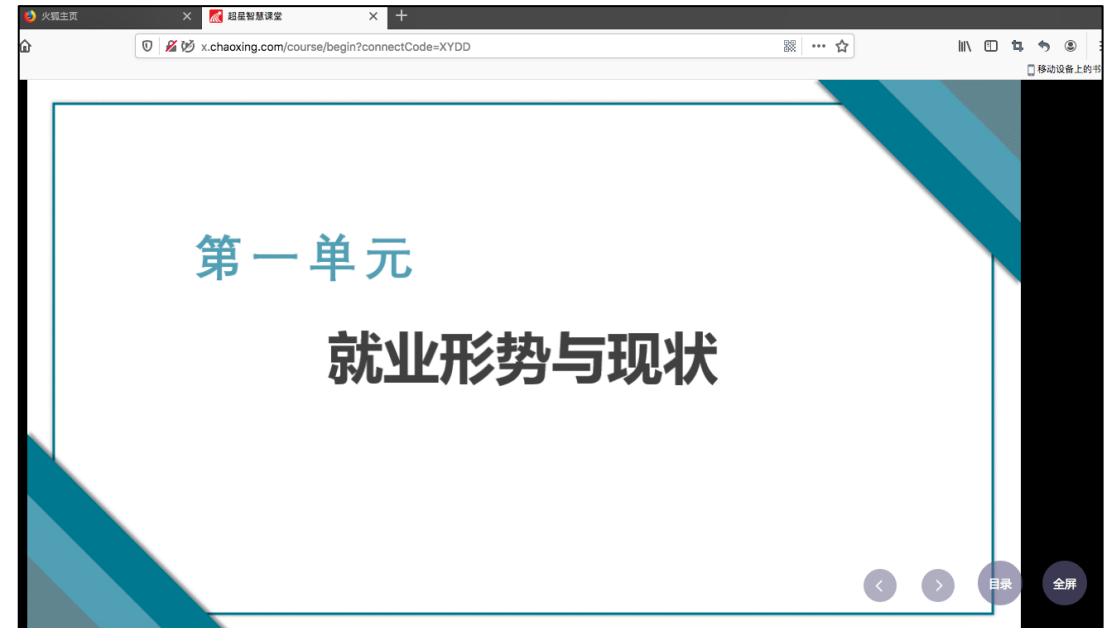 火狐主页
超星智慧课堂
x.chaoxing.com/course/begin?connectCode=XYDD
移动设备上的书
第一单元
就业形势与现状
目录
全屏